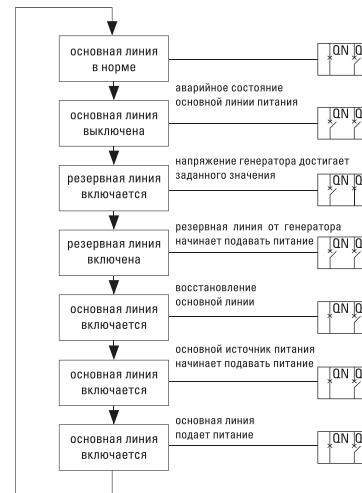 основная линия
в норме
QN Q
аварийное состояние
основной линии питания
основная линия
выключена
QN Q
напряжение генератора достигает
заданного значения
резервная линия
включается
QN Q
резервная линия от генератора
начинает подавать питание
резервная линия
включена
QN Q
восстановление
основной линии
основная линия
включается
QN Q
основной источник питания
начинает подавать питание
основная линия
включается
QN Q
основная линия
подает питание
основная линия
включается
QN Q